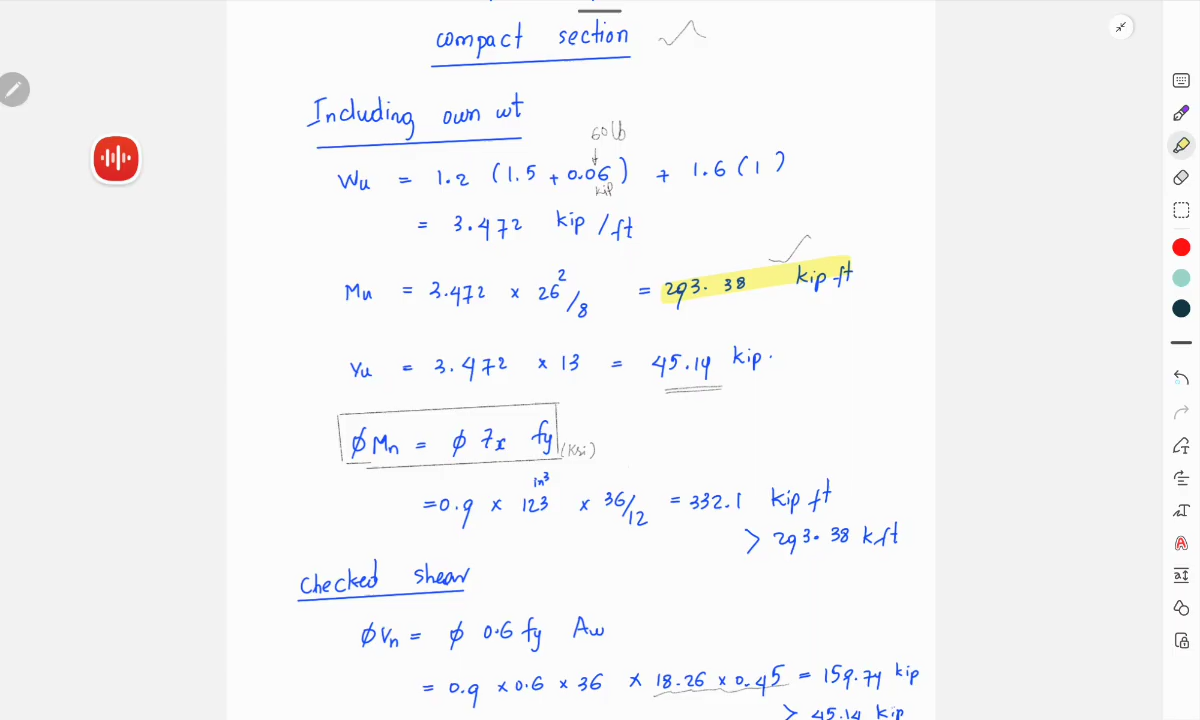 compact section
Including own wt
60 lb
Wu = 1.2 (1.5 + 0.06) + 1.6 (1)
kip
= 3.472 kip/ft
Mu = 3.472 × 26²/8 = 293.38 kip ft
Vu = 3.472 × 13 = 45.14 kip.
φMn = φ Zx fy (ksi)
in³
= 0.9 × 123 × 36/12 = 332.1 kip ft
> 293.38 kft
Checked shear
φVn = φ 0.6 fy Aw
= 0.9 × 0.6 × 36 × 18.26 × 0.45 = 159.74 kip
> 45.14 kip